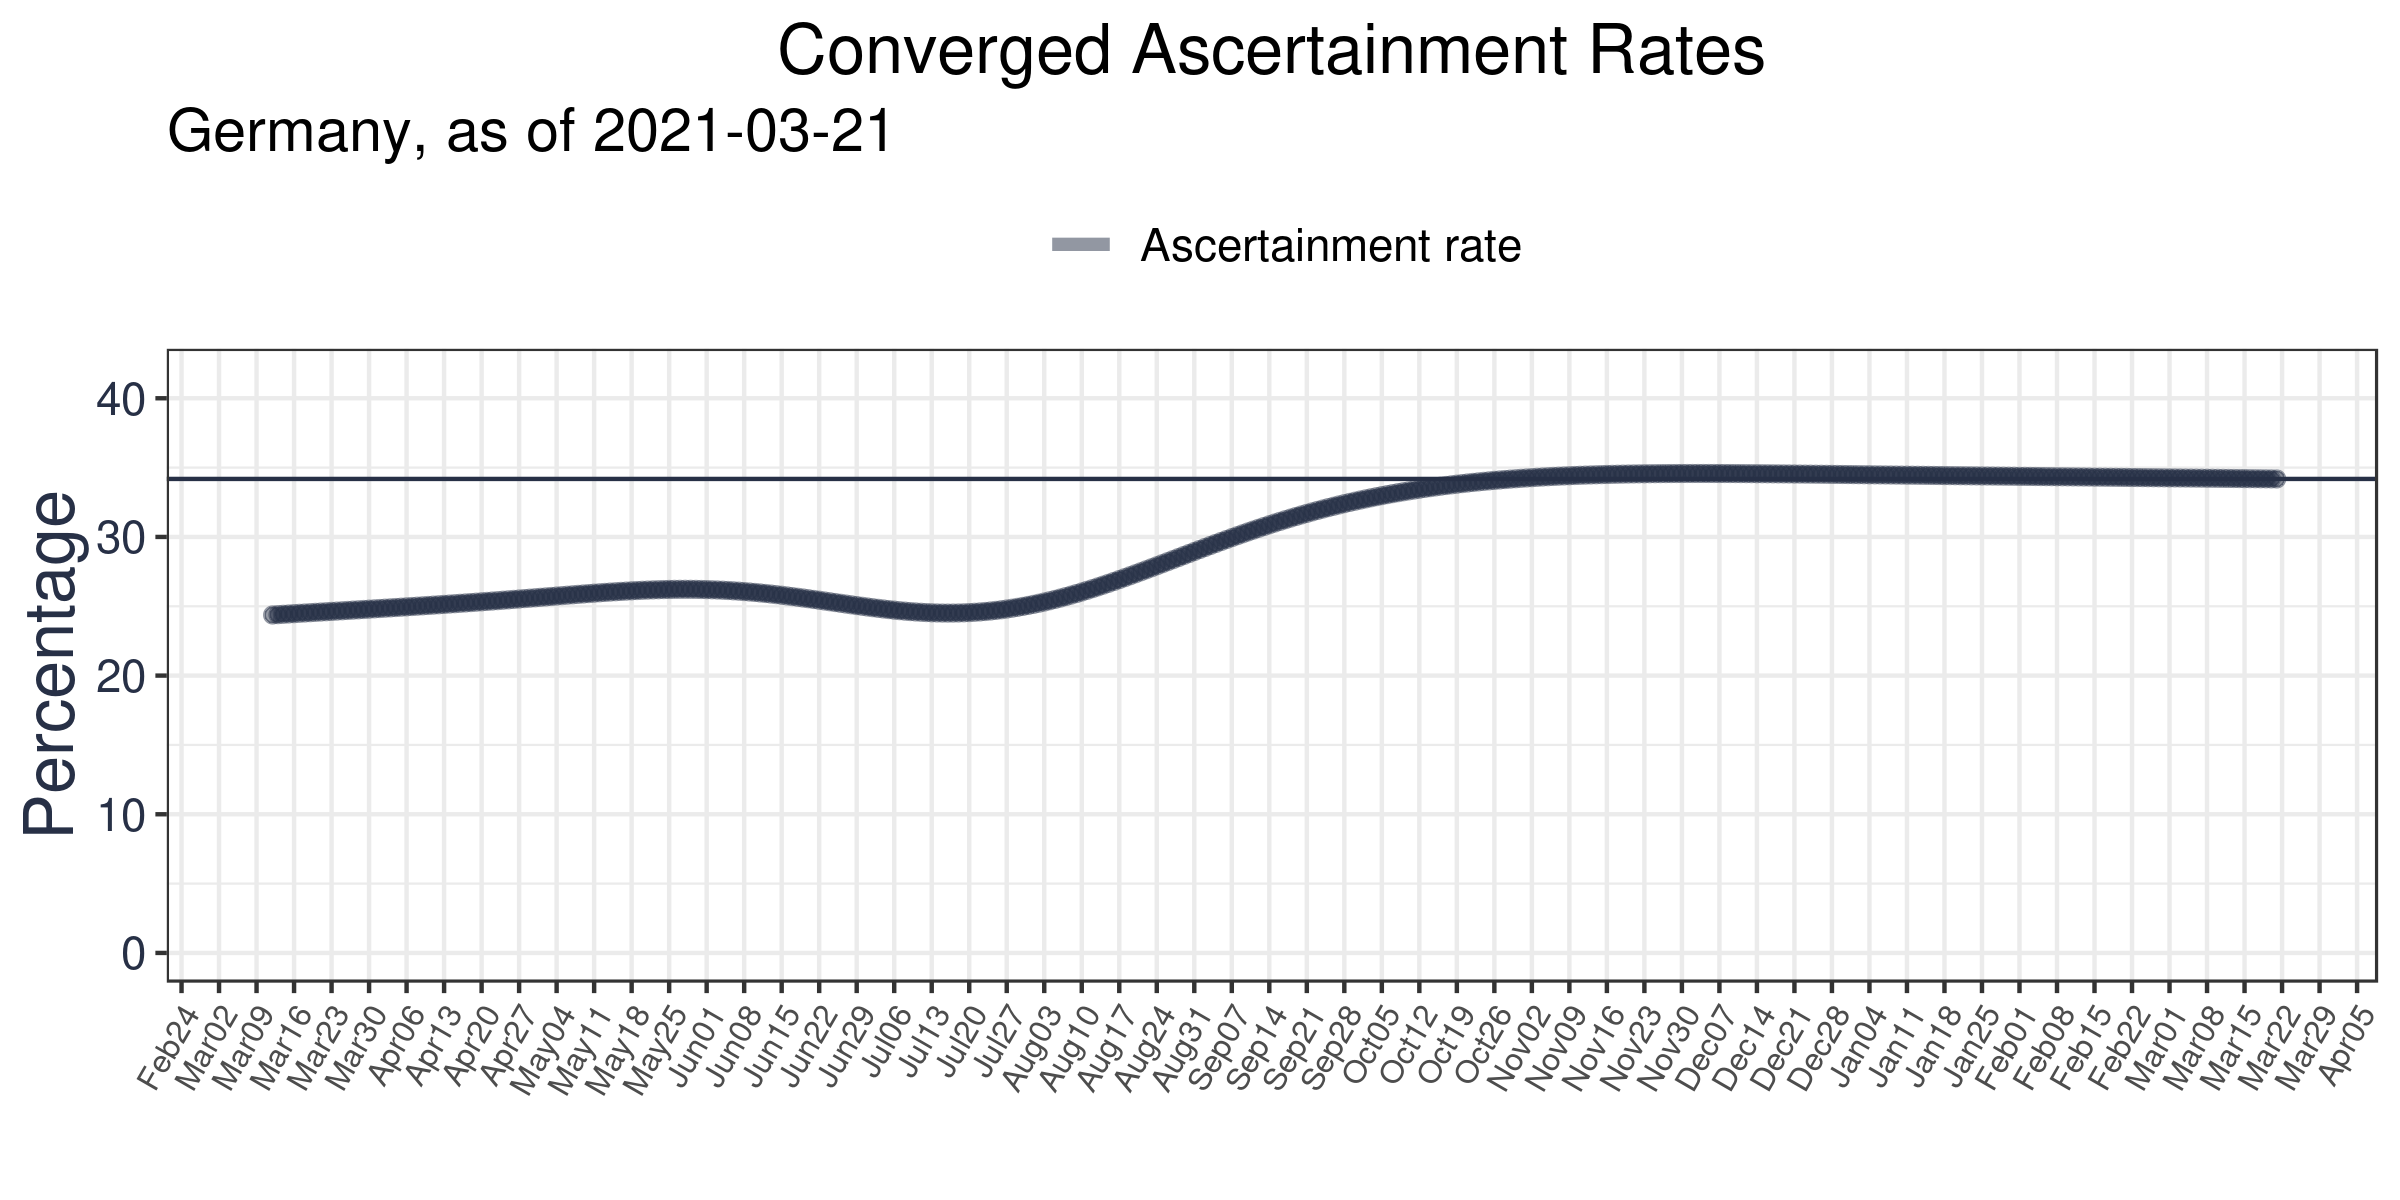 Converged Ascertainment Rates
Germany, as of 2021-03-21
Ascertainment rate
Percentage
40
30
20
10
0
Feb24 Mar02 Mar09 Mar16 Mar23 Mar30 Apr06 Apr13 Apr20 Apr27 May04 May11 May18 May25 Jun01 Jun08 Jun15 Jun22 Jun29 Jul06 Jul13 Jul20 Jul27 Aug03 Aug10 Aug17 Aug24 Aug31 Sep07 Sep14 Sep21 Sep28 Oct05 Oct12 Oct19 Oct26 Nov02 Nov09 Nov16 Nov23 Nov30 Dec07 Dec14 Dec21 Dec28 Jan04 Jan11 Jan18 Jan25 Feb01 Feb08 Feb15 Feb22 Mar01 Mar08 Mar15 Mar22 Mar29 Apr05